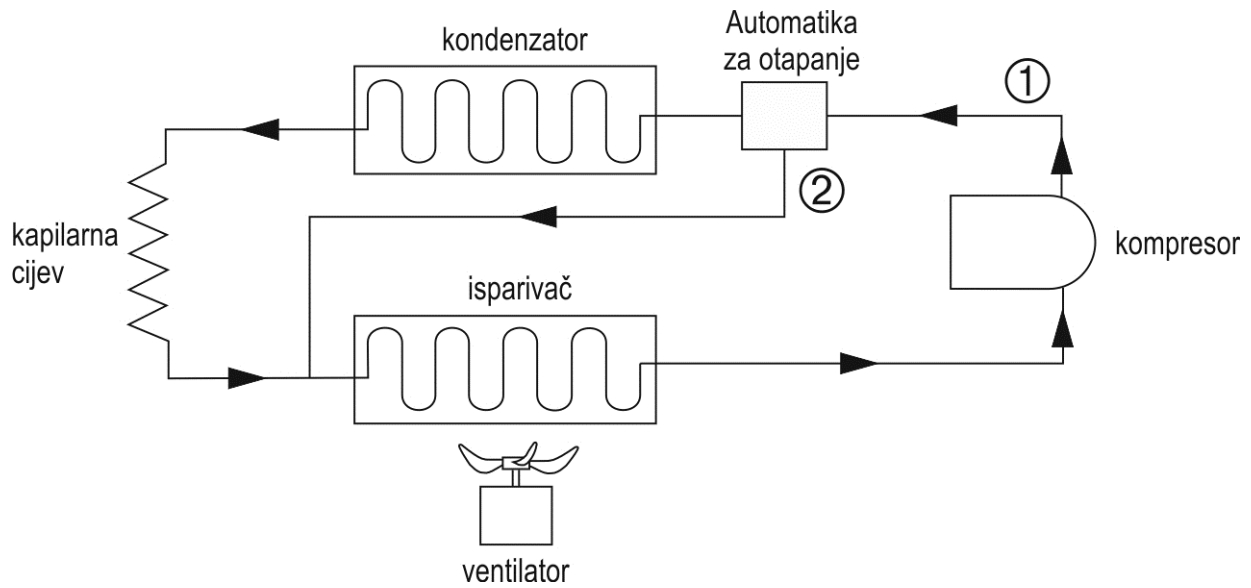 kondenzator
Automatika
za otapanje
①
②
kapilarna
cijev
isparivač
kompresor
ventilator